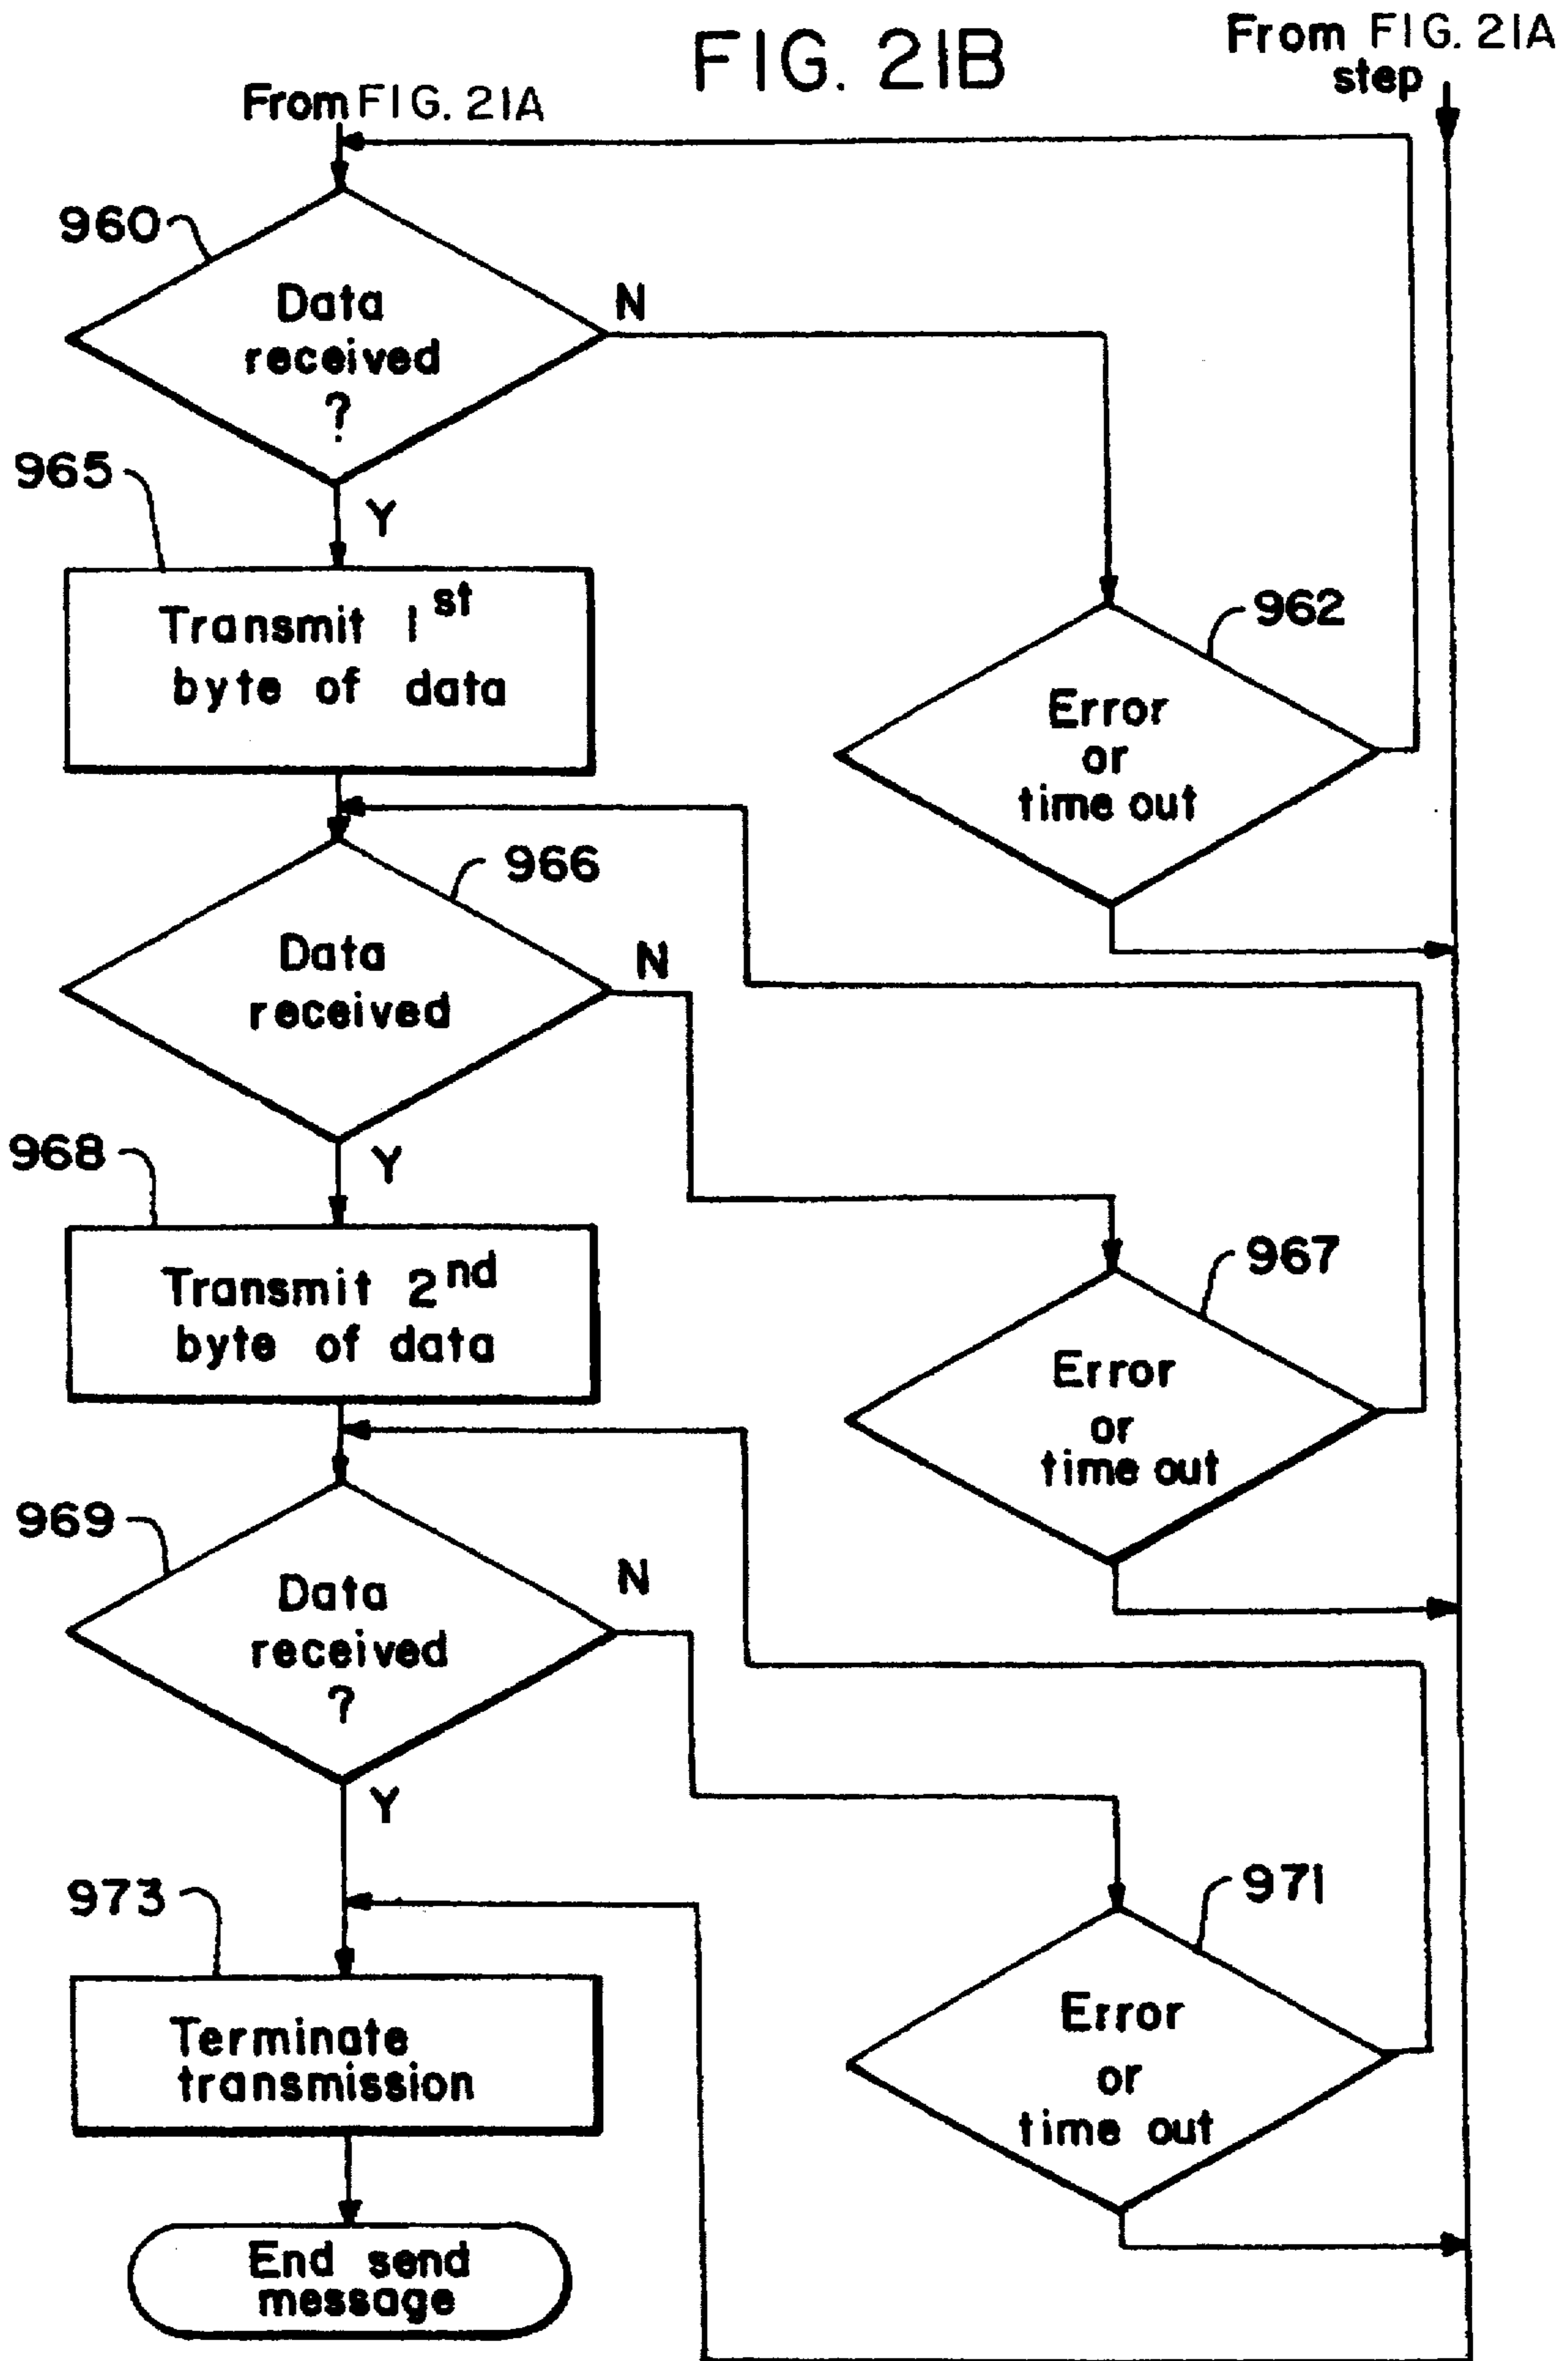 FIG. 21B
From FIG. 21A
step
From FIG. 21A
960
Data
received
?
N
Y
965
Transmit 1st
byte of data
962
Error
or
time out
966
Data
received
N
Y
968
Transmit 2nd
byte of data
967
Error
or
time out
969
Data
received
?
N
Y
973
Terminate
transmission
971
Error
or
time out
End send
message